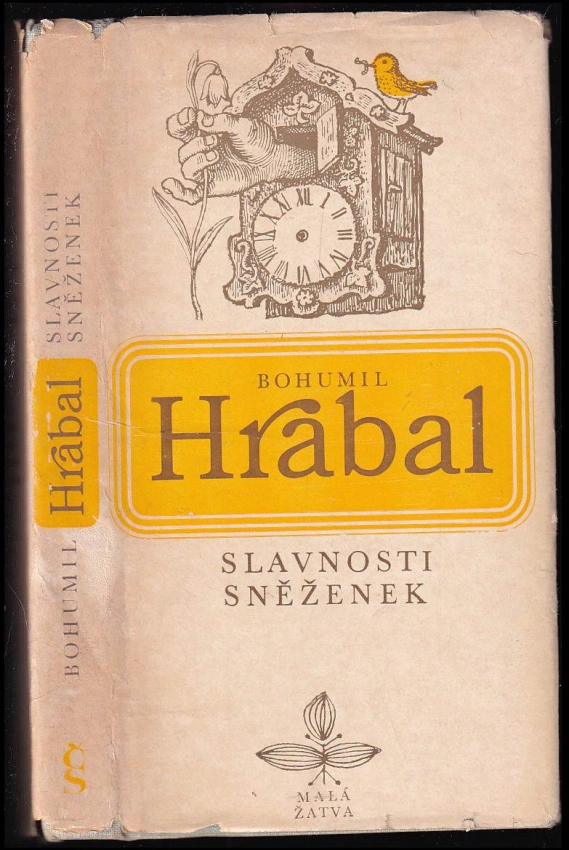 BOHUMIL
Hrabal
SLAVNOSTI
SNĚŽENEK
MALÁ
ŽATVA
SLAVNOSTI
SNĚŽENEK
Hrabal
BOHUMIL